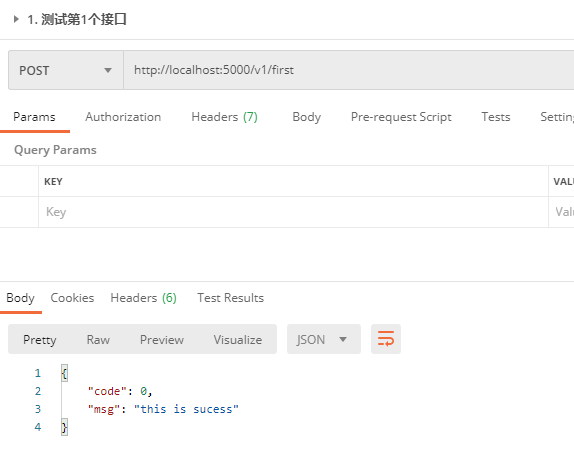 1. 测试第1个接口
POST http://localhost:5000/v1/first
Params Authorization Headers (7) Body Pre-request Script Tests Setting
Query Params
KEY VALU
Key Valu
Body Cookies Headers (6) Test Results
Pretty Raw Preview Visualize JSON
1 {
2 "code": 0,
3 "msg": "this is sucess"
4 }